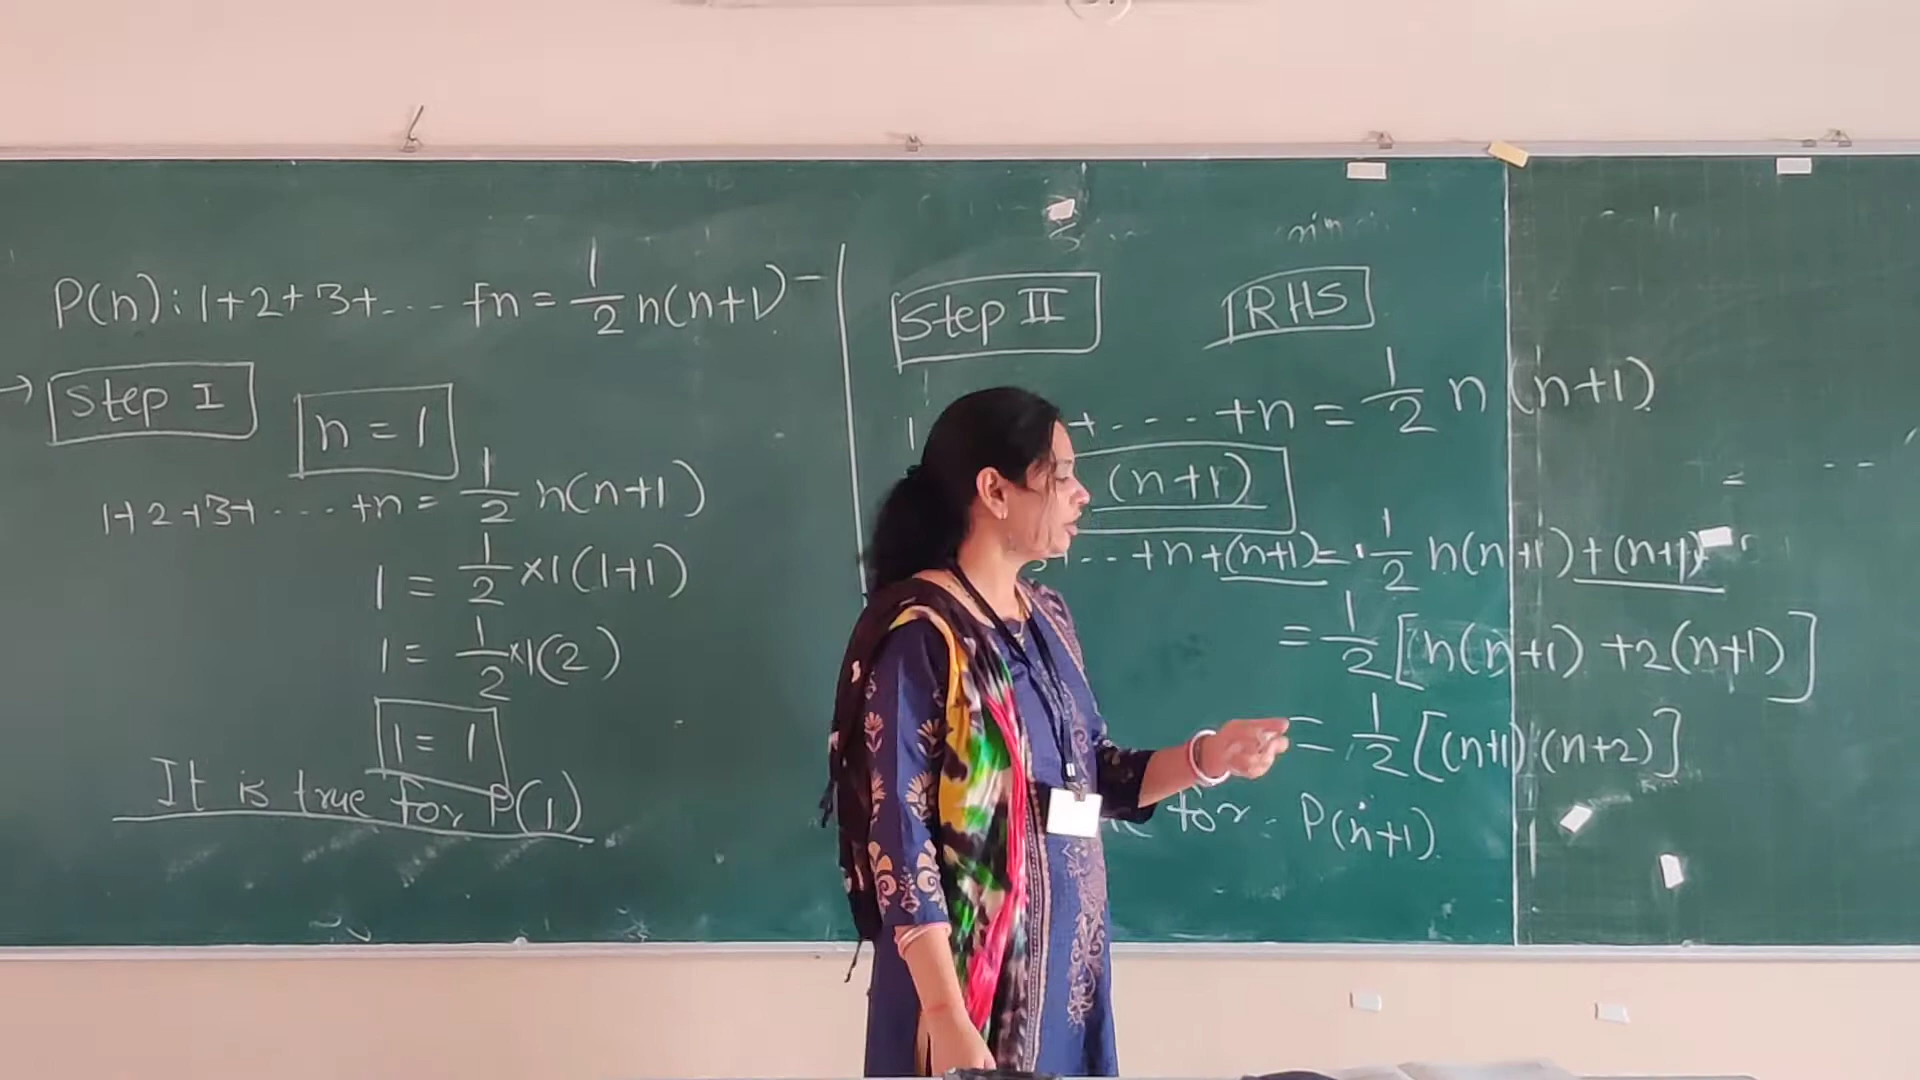 P(n): 1+2+3+... +n = 1/2 n(n+1) –
→ Step I
n = 1
1+2+3+ ... +n = 1/2 n(n+1)
1 = 1/2 ×1(1+1)
1 = 1/2 ×1(2)
1 = 1
It is true for P(1)
Step II RHS
1 + ... +n = 1/2 n(n+1)
(n+1)
... +n +(n+1) = 1/2 n(n+1) +(n+1)
= 1/2 [n(n+1) +2(n+1)]
= 1/2 [(n+1)(n+2)]
for P(n+1).